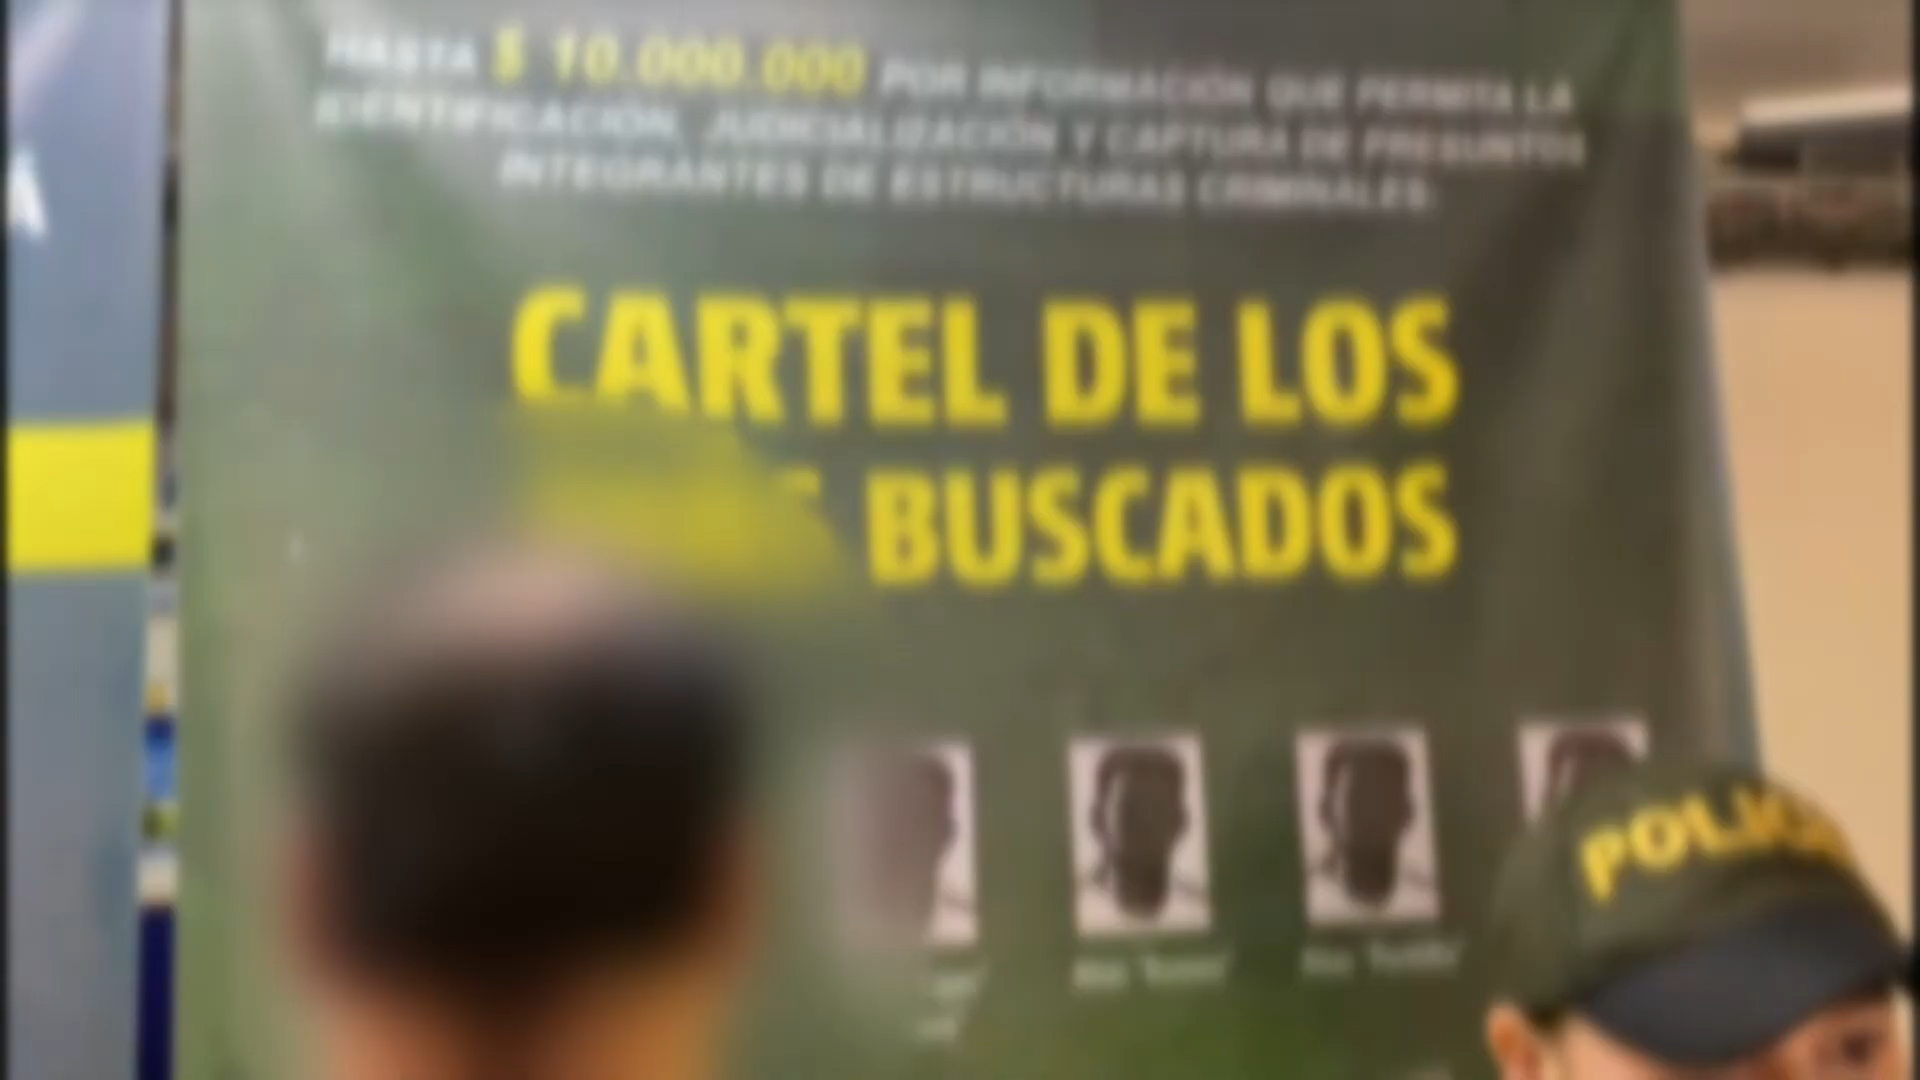 A
HASTA $ 10.000.000 POR INFORMACIÓN QUE PERMITA LA
IDENTIFICACIÓN, JUDICIALIZACIÓN Y CAPTURA DE PRESUNTOS
INTEGRANTES DE ESTRUCTURAS CRIMINALES.
CARTEL DE LOS
BUSCADOS
POLICÍA